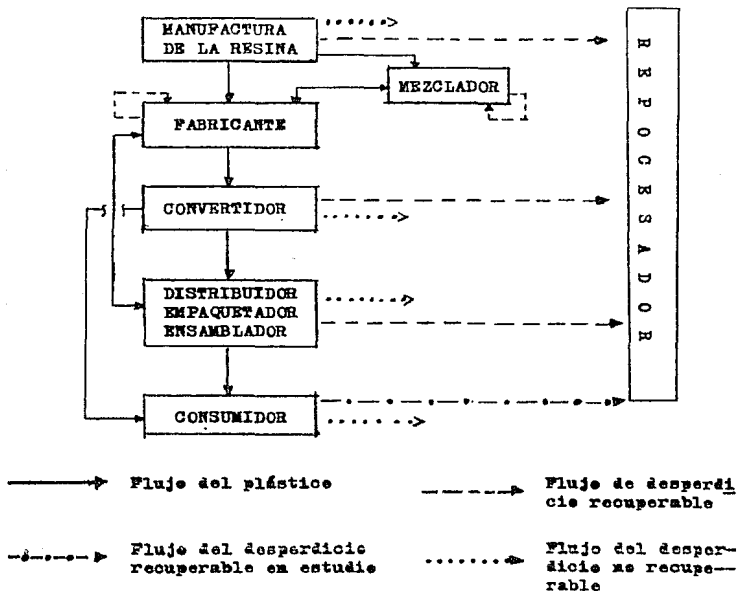 MANUFACTURA
DE LA RESINA
MEZCLADOR
FABRICANTE
CONVERTIDOR
DISTRIBUIDOR
EMPAQUETADOR
ENSAMBLADOR
CONSUMIDOR
REPOCESADOR
Flujo del plástico
Flujo de desperdi
cio recuperable
Flujo del desperdicio
recuperable en estudio
Flujo del desper-
dicio no recupe-
rable